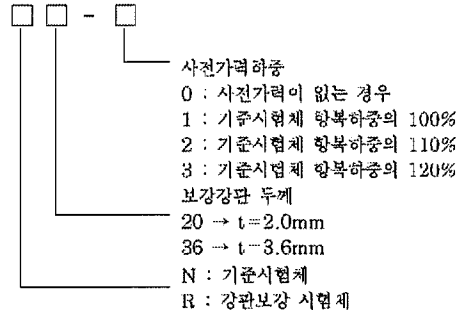 □ □ - □
사전가력하중
0 : 사전가력이 없는 경우
1 : 기준시험체 항복하중의 100%
2 : 기준시험체 항복하중의 110%
3 : 기준시험체 항복하중의 120%
보강강판 두께
20 → t=2.0mm
36 → t=3.6mm
N : 기준시험체
R : 강판보강 시험체